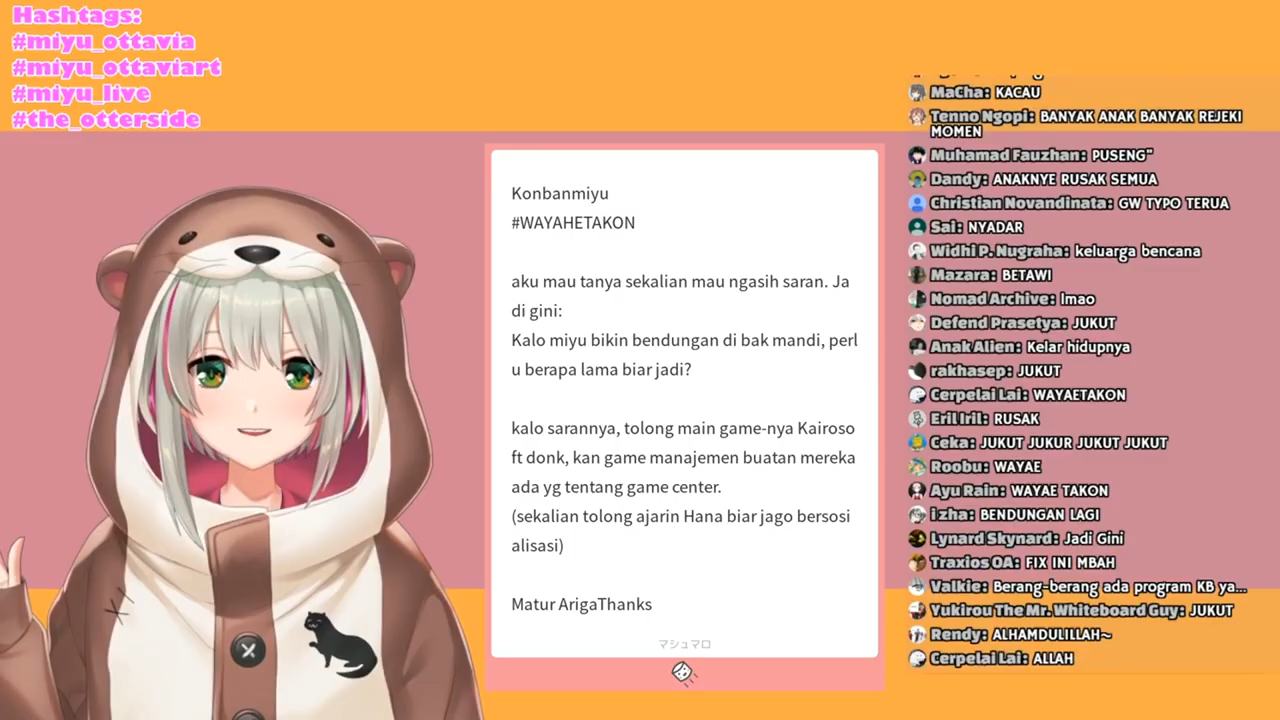 Hashtags:
#miyu_ottavia
#miyu_ottaviart
#miyu_live
#the_otterside
Konbanmiyu
#WAYAHETAKON
aku mau tanya sekalian mau ngasih saran. Ja
di gini:
Kalo miyu bikin bendungan di bak mandi, perl
u berapa lama biar jadi?
kalo sarannya, tolong main game-nya Kairoso
ft donk, kan game manajemen buatan mereka
ada yg tentang game center.
(sekalian tolong ajarin Hana biar jago bersosi
alisasi)
Matur ArigaThanks
マシュマロ
MaCha: KACAU
Tenno Ngopi: BANYAK ANAK BANYAK REJEKI
MOMEN
Muhamad Fauzhan: PUSENG"
Dandy: ANAKNYE RUSAK SEMUA
Christian Novandinata: GW TYPO TERUA
Sai: NYADAR
Widhi P. Nugraha: keluarga bencana
Mazara: BETAWI
Nomad Archive: lmao
Defend Prasetya: JUKUT
Anak Alien: Kelar hidupnya
rakhasep: JUKUT
Cerpelai Lai: WAYAETAKON
Eril Iril: RUSAK
Ceka: JUKUT JUKUR JUKUT JUKUT
Roobu: WAYAE
Ayu Rain: WAYAE TAKON
izha: BENDUNGAN LAGI
Lynard Skynard: Jadi Gini
Traxios OA: FIX INI MBAH
Valkie: Berang-berang ada program KB ya...
Yukirou The Mr. Whiteboard Guy: JUKUT
Rendy: ALHAMDULILLAH~
Cerpelai Lai: ALLAH